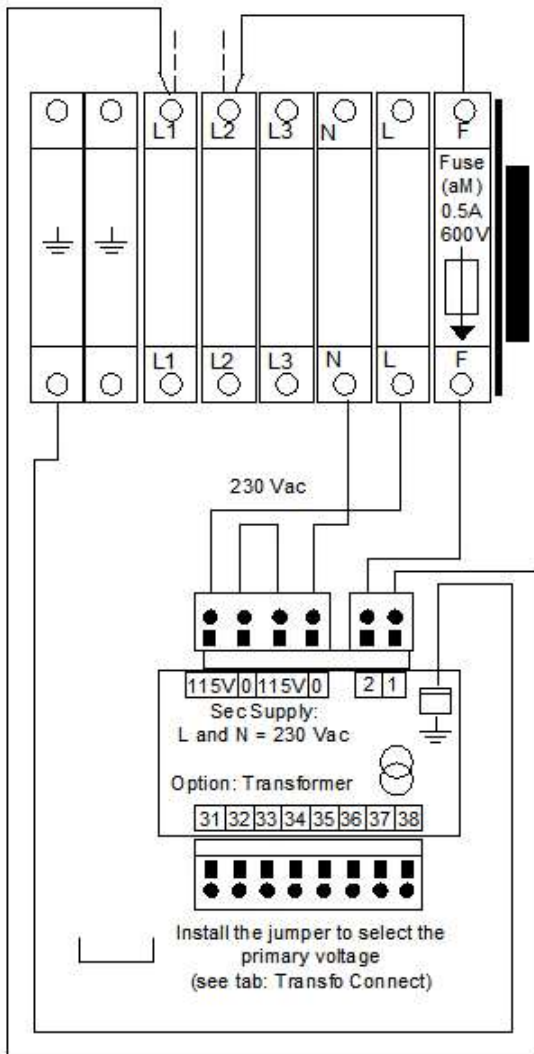 L1 L2 L3 N L F
Fuse
(aM)
0.5A
600V
L1 L2 L3 N L F
230 Vac
115V 0 115V 0 2 1
Sec Supply:
L and N = 230 Vac
Option: Transformer
31 32 33 34 35 36 37 38
Install the jumper to select the
primary voltage
(see tab: Transfo Connect)